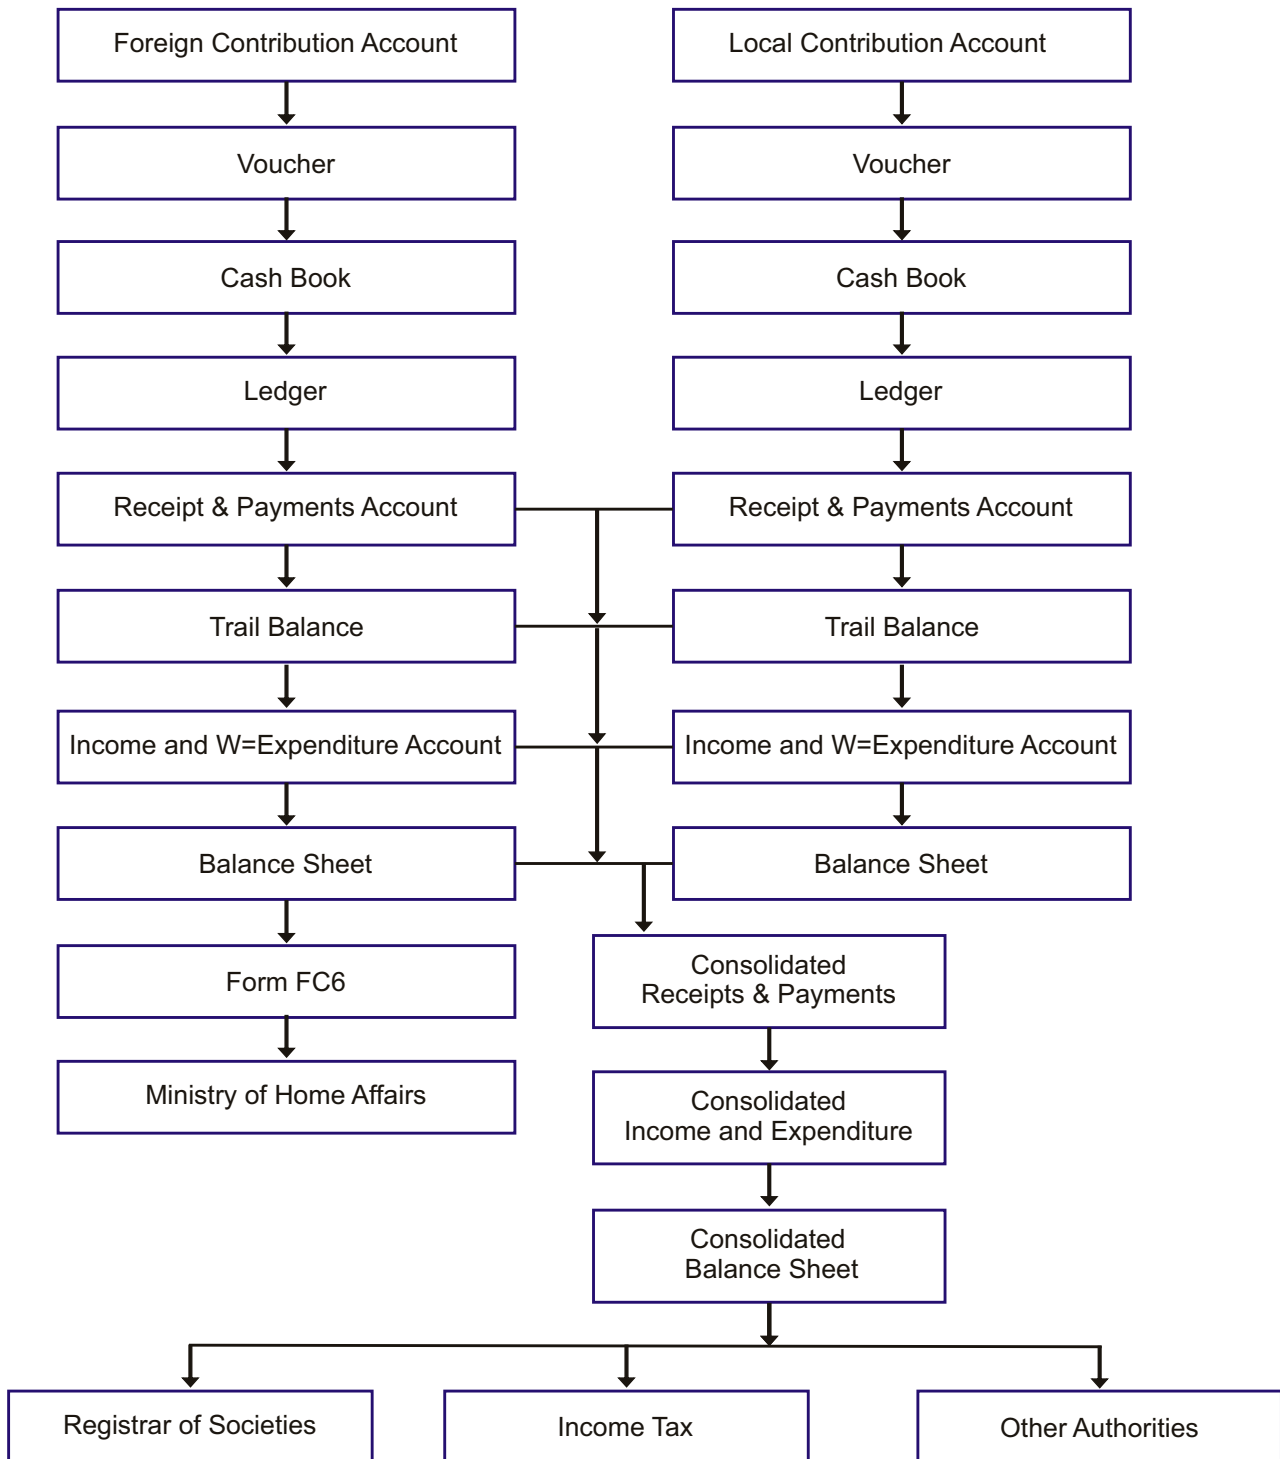 Foreign Contribution Account
Local Contribution Account
Voucher
Voucher
Cash Book
Cash Book
Ledger
Ledger
Receipt & Payments Account
Receipt & Payments Account
Trail Balance
Trail Balance
Income and W=Expenditure Account
Income and W=Expenditure Account
Balance Sheet
Balance Sheet
Form FC6
Consolidated
Receipts & Payments
Ministry of Home Affairs
Consolidated
Income and Expenditure
Consolidated
Balance Sheet
Registrar of Societies
Income Tax
Other Authorities